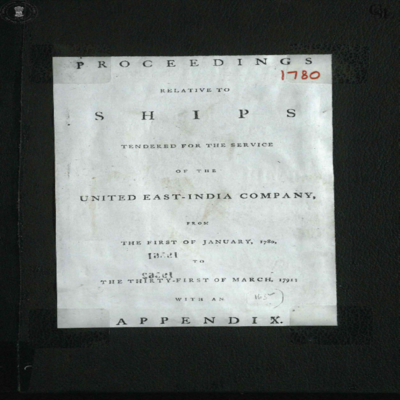 PROCEEDINGS
1780
RELATIVE TO
SHIPS
TENDERED FOR THE SERVICE
OF THE
UNITED EAST-INDIA COMPANY,
FROM
THE FIRST OF JANUARY, 1780,
TO
THE THIRTY-FIRST OF MARCH, 1791;
WITH AN
APPENDIX.